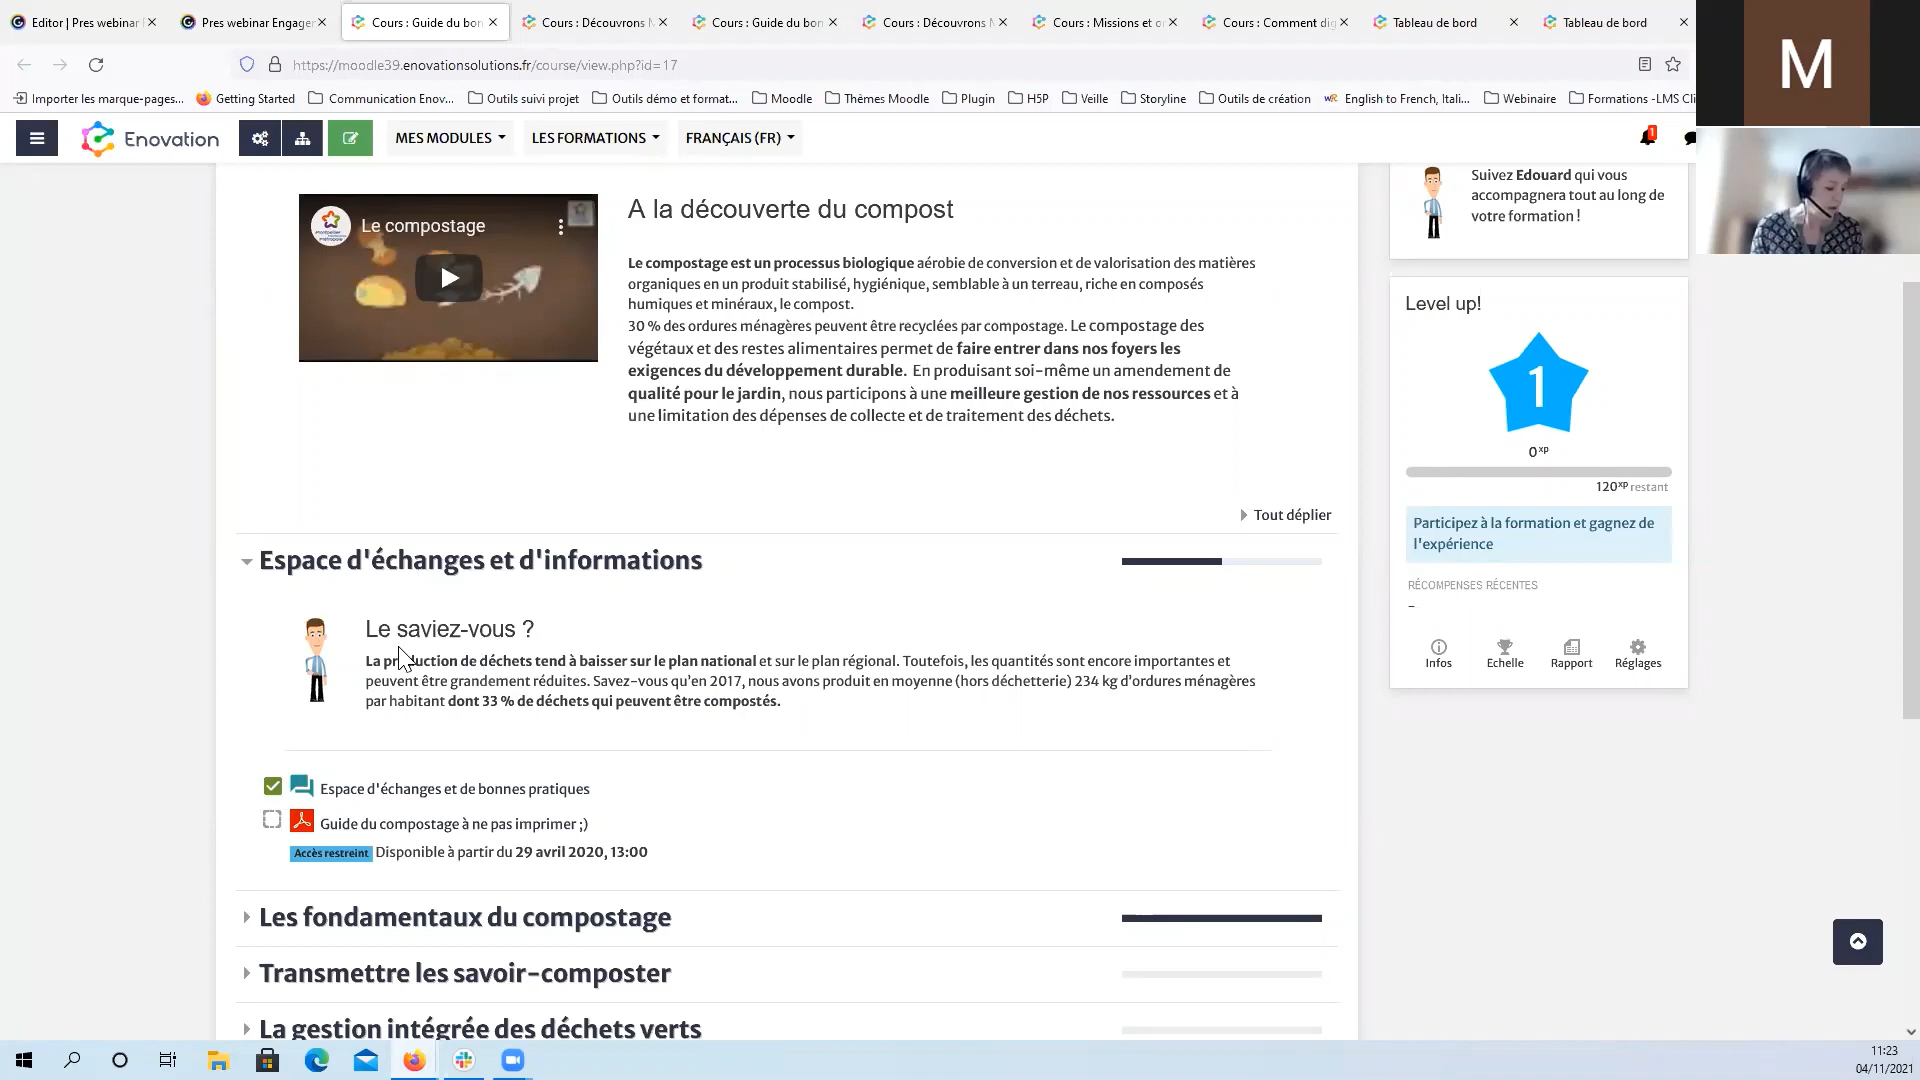 Editor | Pres webinar
Pres webinar Engager
Cours : Guide du bon
Cours : Découvrons M
Cours : Guide du bon
Cours : Découvrons M
Cours : Missions et or
Cours : Comment dig
Tableau de bord
Tableau de bord
M
https://moodle39.enovationsolutions.fr/course/view.php?id=17
Importer les marque-pages...
Getting Started
Communication Enov...
Outils suivi projet
Outils démo et format...
Moodle
Thèmes Moodle
Plugin
H5P
Veille
Storyline
Outils de création
English to French, Itali...
Webinaire
Formations -LMS Cli
Enovation
MES MODULES
LES FORMATIONS
FRANÇAIS (FR)
1
Le compostage
A la découverte du compost
Le compostage est un processus biologique aérobie de conversion et de valorisation des matières
organiques en un produit stabilisé, hygiénique, semblable à un terreau, riche en composés
humiques et minéraux, le compost.
30 % des ordures ménagères peuvent être recyclées par compostage. Le compostage des
végétaux et des restes alimentaires permet de faire entrer dans nos foyers les
exigences du développement durable. En produisant soi-même un amendement de
qualité pour le jardin, nous participons à une meilleure gestion de nos ressources et à
une limitation des dépenses de collecte et de traitement des déchets.
Tout déplier
Espace d'échanges et d'informations
Le saviez-vous ?
La production de déchets tend à baisser sur le plan national et sur le plan régional. Toutefois, les quantités sont encore importantes et
peuvent être grandement réduites. Savez-vous qu'en 2017, nous avons produit en moyenne (hors déchetterie) 234 kg d'ordures ménagères
par habitant dont 33 % de déchets qui peuvent être compostés.
Espace d'échanges et de bonnes pratiques
Guide du compostage à ne pas imprimer ;)
Accès restreint Disponible à partir du 29 avril 2020, 13:00
Les fondamentaux du compostage
Transmettre les savoir-composter
La gestion intégrée des déchets verts
Suivez Edouard qui vous
accompagnera tout au long de
votre formation !
Level up!
1
0xp
120xp restant
Participez à la formation et gagnez de
l'expérience
RÉCOMPENSES RÉCENTES
-
Infos
Echelle
Rapport
Réglages
11:23
04/11/2021